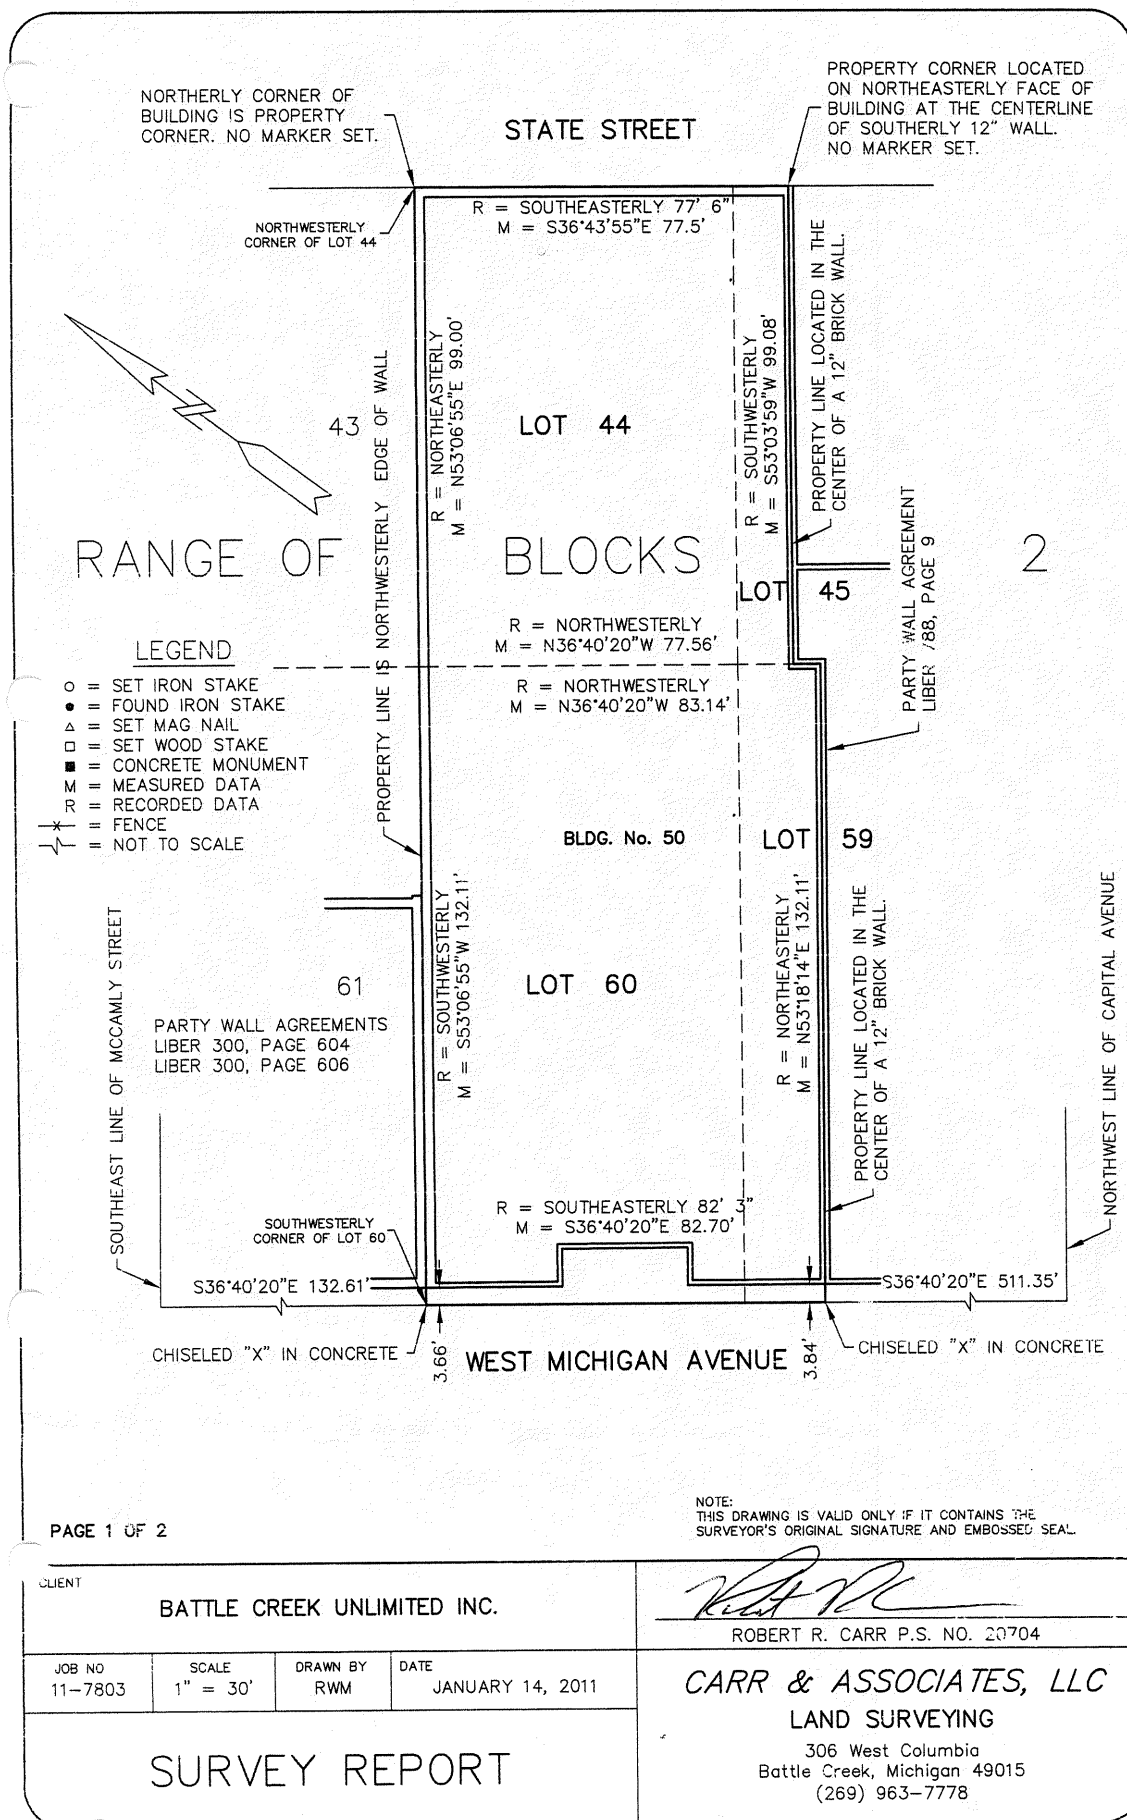 NORTHERLY CORNER OF
BUILDING IS PROPERTY
CORNER. NO MARKER SET.
STATE STREET
PROPERTY CORNER LOCATED
ON NORTHEASTERLY FACE OF
BUILDING AT THE CENTERLINE
OF SOUTHERLY 12" WALL.
NO MARKER SET.
NORTHWESTERLY
CORNER OF LOT 44
R = SOUTHEASTERLY 77' 6"
M = S36°43'55"E 77.5'
PROPERTY LINE LOCATED IN THE
CENTER OF A 12" BRICK WALL.
R = NORTHEASTERLY
M = N53°06'55"E 99.00'
R = SOUTHWESTERLY
M = S53°03'59"W 99.08'
PROPERTY LINE IS NORTHWESTERLY EDGE OF WALL
43
LOT 44
RANGE OF BLOCKS 2
LOT 45
PARTY WALL AGREEMENT
LIBER 788, PAGE 9
R = NORTHWESTERLY
M = N36°40'20"W 77.56'
R = NORTHWESTERLY
M = N36°40'20"W 83.14'
LEGEND
○ = SET IRON STAKE
● = FOUND IRON STAKE
△ = SET MAG NAIL
□ = SET WOOD STAKE
■ = CONCRETE MONUMENT
M = MEASURED DATA
R = RECORDED DATA
= FENCE
= NOT TO SCALE
BLDG. No. 50
LOT 59
R = SOUTHWESTERLY
M = S53°06'55"W 132.11'
R = NORTHEASTERLY
M = N53°18'14"E 132.11'
PROPERTY LINE LOCATED IN THE
CENTER OF A 12" BRICK WALL.
SOUTHEAST LINE OF MCCAMLY STREET
NORTHWEST LINE OF CAPITAL AVENUE
61
LOT 60
PARTY WALL AGREEMENTS
LIBER 300, PAGE 604
LIBER 300, PAGE 606
R = SOUTHEASTERLY 82' 3"
M = S36°40'20"E 82.70'
SOUTHWESTERLY
CORNER OF LOT 60
S36°40'20"E 132.61'
S36°40'20"E 511.35'
CHISELED "X" IN CONCRETE
3.66'
WEST MICHIGAN AVENUE
3.84'
CHISELED "X" IN CONCRETE
PAGE 1 OF 2
NOTE:
THIS DRAWING IS VALID ONLY IF IT CONTAINS THE
SURVEYOR'S ORIGINAL SIGNATURE AND EMBOSSED SEAL.
CLIENT
BATTLE CREEK UNLIMITED INC.
ROBERT R. CARR P.S. NO. 20704
JOB NO
11-7803
SCALE
1" = 30'
DRAWN BY
RWM
DATE
JANUARY 14, 2011
SURVEY REPORT
CARR & ASSOCIATES, LLC
LAND SURVEYING
306 West Columbia
Battle Creek, Michigan 49015
(269) 963-7778